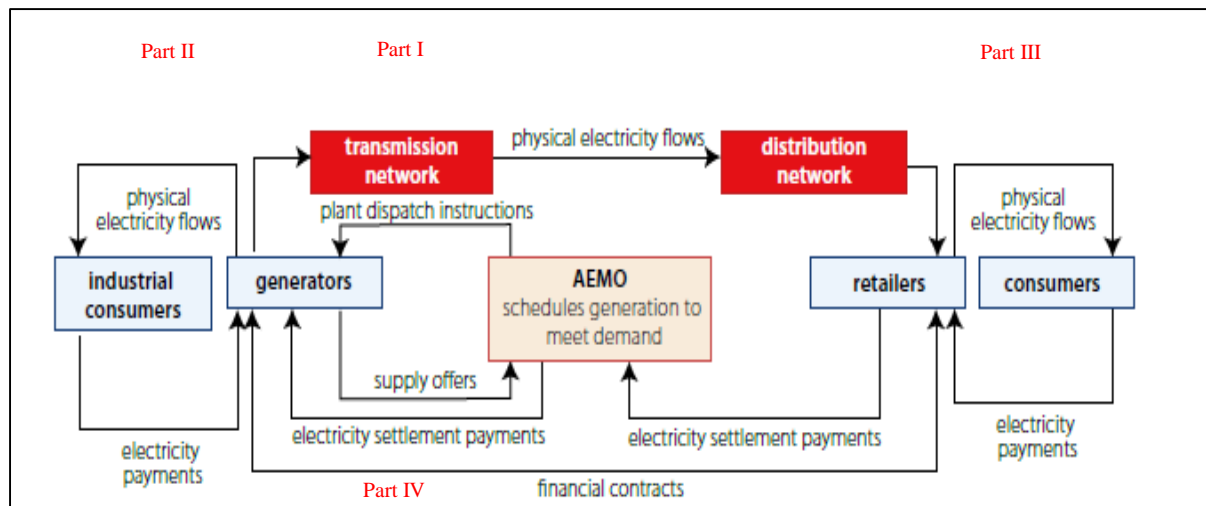 Part II
Part I
Part III
transmission
network
physical electricity flows
distribution
network
physical
electricity flows
plant dispatch instructions
physical
electricity flows
industrial
consumers
generators
AEMO
schedules generation to
meet demand
retailers
consumers
supply offers
electricity
payments
electricity settlement payments
electricity settlement payments
electricity
payments
Part IV
financial contracts